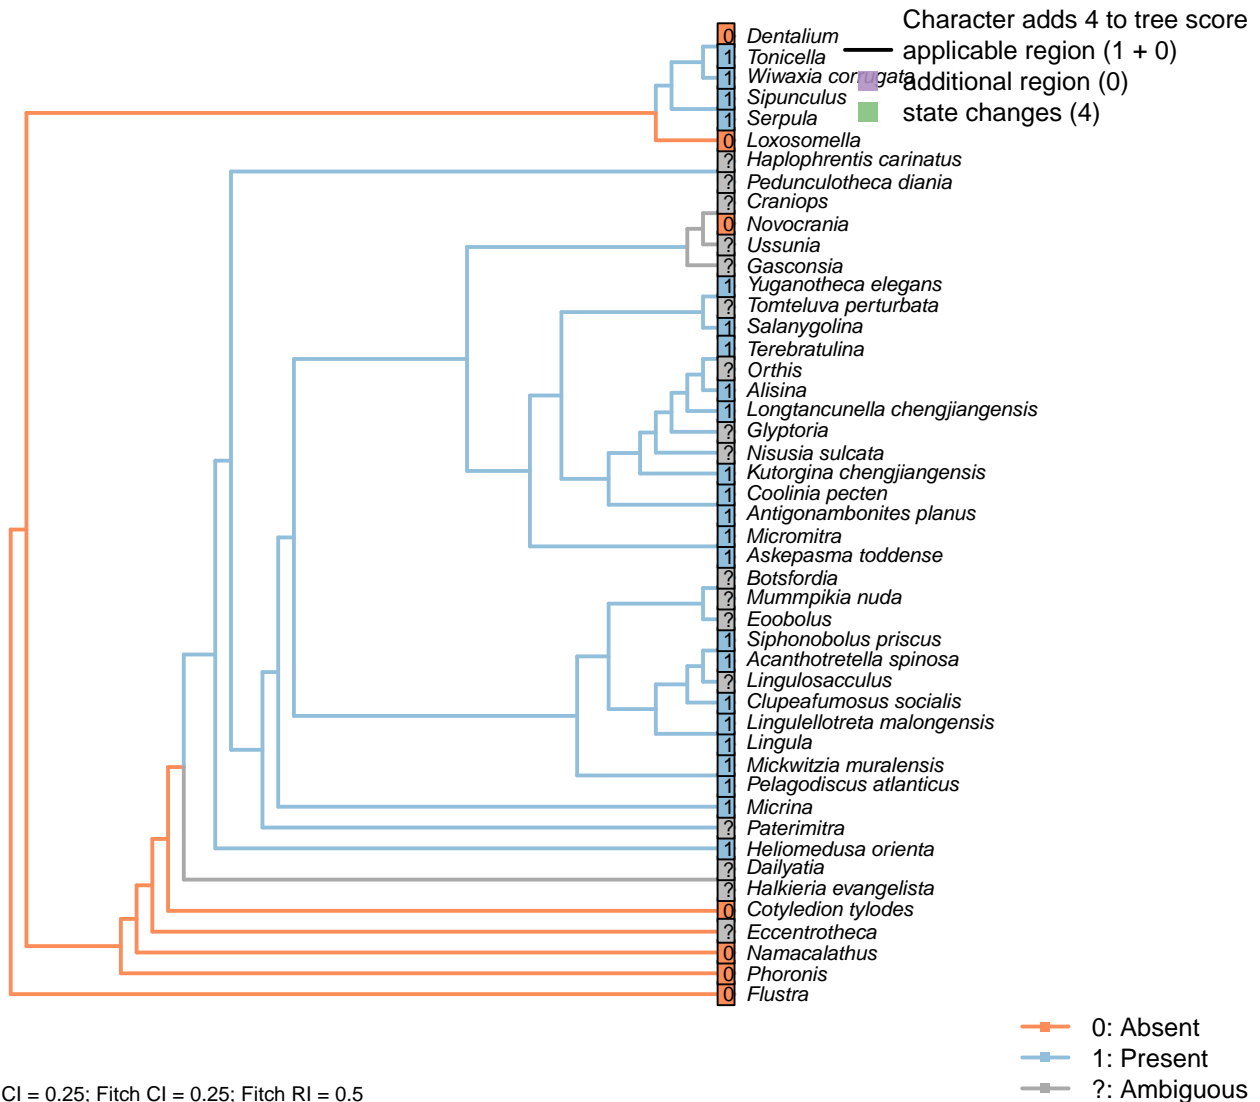 Character adds 4 to tree score
applicable region (1 + 0)
additional region (0)
state changes (4)
0 Dentalium
1 Tonicella
1 Wiwaxia corrugata
1 Sipunculus
1 Serpula
0 Loxosomella
? Haplophrentis carinatus
? Pedunculotheca diania
? Craniops
0 Novocrania
? Ussunia
? Gasconsia
1 Yuganotheca elegans
? Tomteluva perturbata
1 Salanygolina
1 Terebratulina
? Orthis
1 Alisina
1 Longtancunella chengjiangensis
? Glyptoria
? Nisusia sulcata
1 Kutorgina chengjiangensis
1 Coolinia pecten
1 Antigonambonites planus
1 Micromitra
1 Askepasma toddense
? Botsfordia
? Mummpikia nuda
? Eoobolus
1 Siphonobolus priscus
1 Acanthotretella spinosa
? Lingulosacculus
1 Clupeafumosus socialis
1 Lingulellotreta malongensis
1 Lingula
1 Mickwitzia muralensis
1 Pelagodiscus atlanticus
1 Micrina
? Paterimitra
1 Heliomedusa orienta
? Dailyatia
? Halkieria evangelista
0 Cotyledion tylodes
? Eccentrotheca
0 Namacalathus
0 Phoronis
0 Flustra
0: Absent
1: Present
?: Ambiguous
CI = 0.25; Fitch CI = 0.25; Fitch RI = 0.5